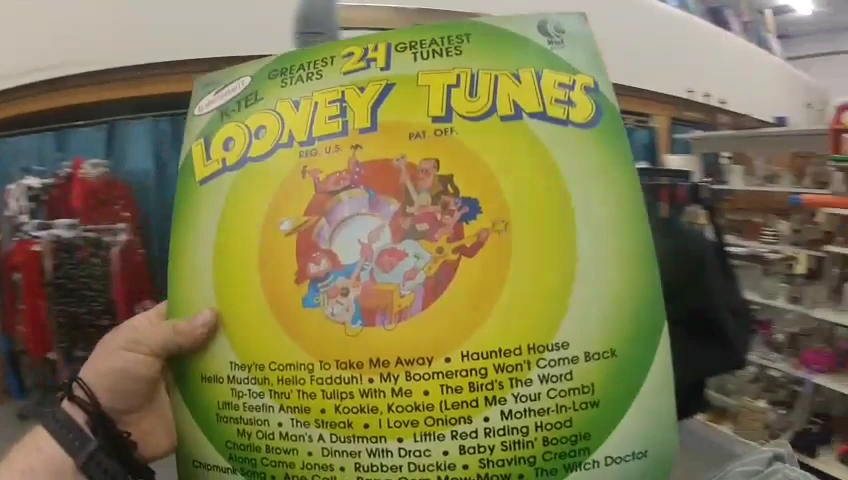 24 GREATEST STARS GREATEST TUNES
K-TEL
LOONEY TUNES
REG. U.S. PAT. OFF.
They're Coming To Take Me Away • Haunted House
Hello Mudduh, Hello Fadduh! • My Boomerang Won't Come Back
Tip-Toe Thru' The Tulips With Me • The Bird's The Word
Little Eeefin Annie • Kookie, Kookie (Lend Me Your Comb)
Transfusion • The Streak • I Love Onions • Mother-In-Law
My Old Man's A Dustman • Little Red Riding Hood
Charlie Brown • Dinner With Drac • Baby Sittin' Boogie
Along Came Jones • Rubber Duckie • Shaving Cream
Chipmunk Song • The Witch Doctor